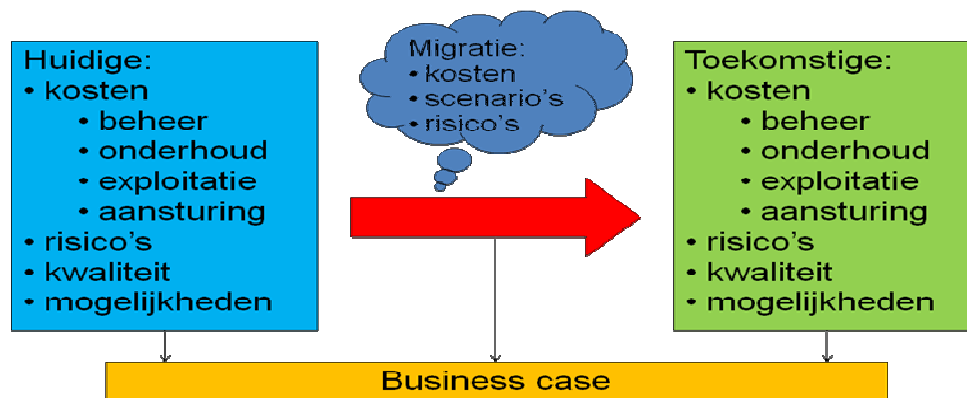 Huidige:
• kosten
• beheer
• onderhoud
• exploitatie
• aansturing
• risico's
• kwaliteit
• mogelijkheden
Migratie:
• kosten
• scenario's
• risico's
Toekomstige:
• kosten
• beheer
• onderhoud
• exploitatie
• aansturing
• risico's
• kwaliteit
• mogelijkheden
Business case